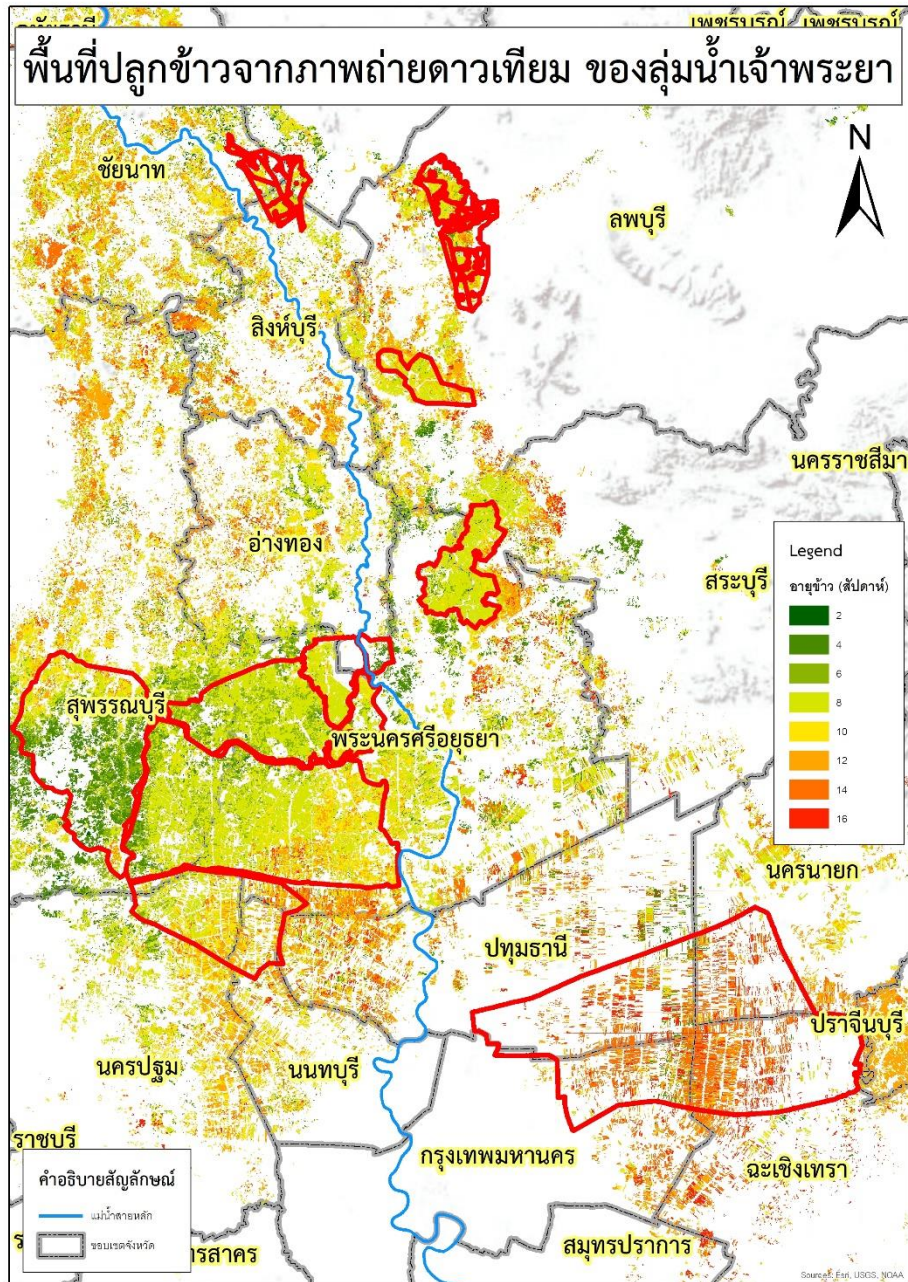 เพชรบูรณ์ เพชรบูรณ์
พื้นที่ปลูกข้าวจากภาพถ่ายดาวเทียม ของลุ่มน้ำเจ้าพระยา
N
ชัยนาท
ลพบุรี
สิงห์บุรี
นครราชสีมา
อ่างทอง
สระบุรี
Legend
อายุข้าว (สัปดาห์)
2
4
6
8
10
12
14
16
สุพรรณบุรี
พระนครศรีอยุธยา
นครนายก
ปทุมธานี
ปราจีนบุรี
นครปฐม
นนทบุรี
ราชบุรี
กรุงเทพมหานคร
ฉะเชิงเทรา
คำอธิบายสัญลักษณ์
แม่น้ำสายหลัก
ขอบเขตจังหวัด
สมุทรปราการ
ารสาคร
Sources: Esri, USGS, NOAA